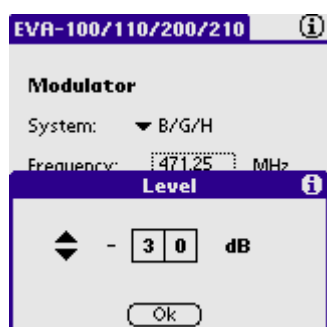 EVA-100/110/200/210
Modulator
System: B/G/H
Frequency: 471.25 MHz
Level
- 3 0 dB
Ok